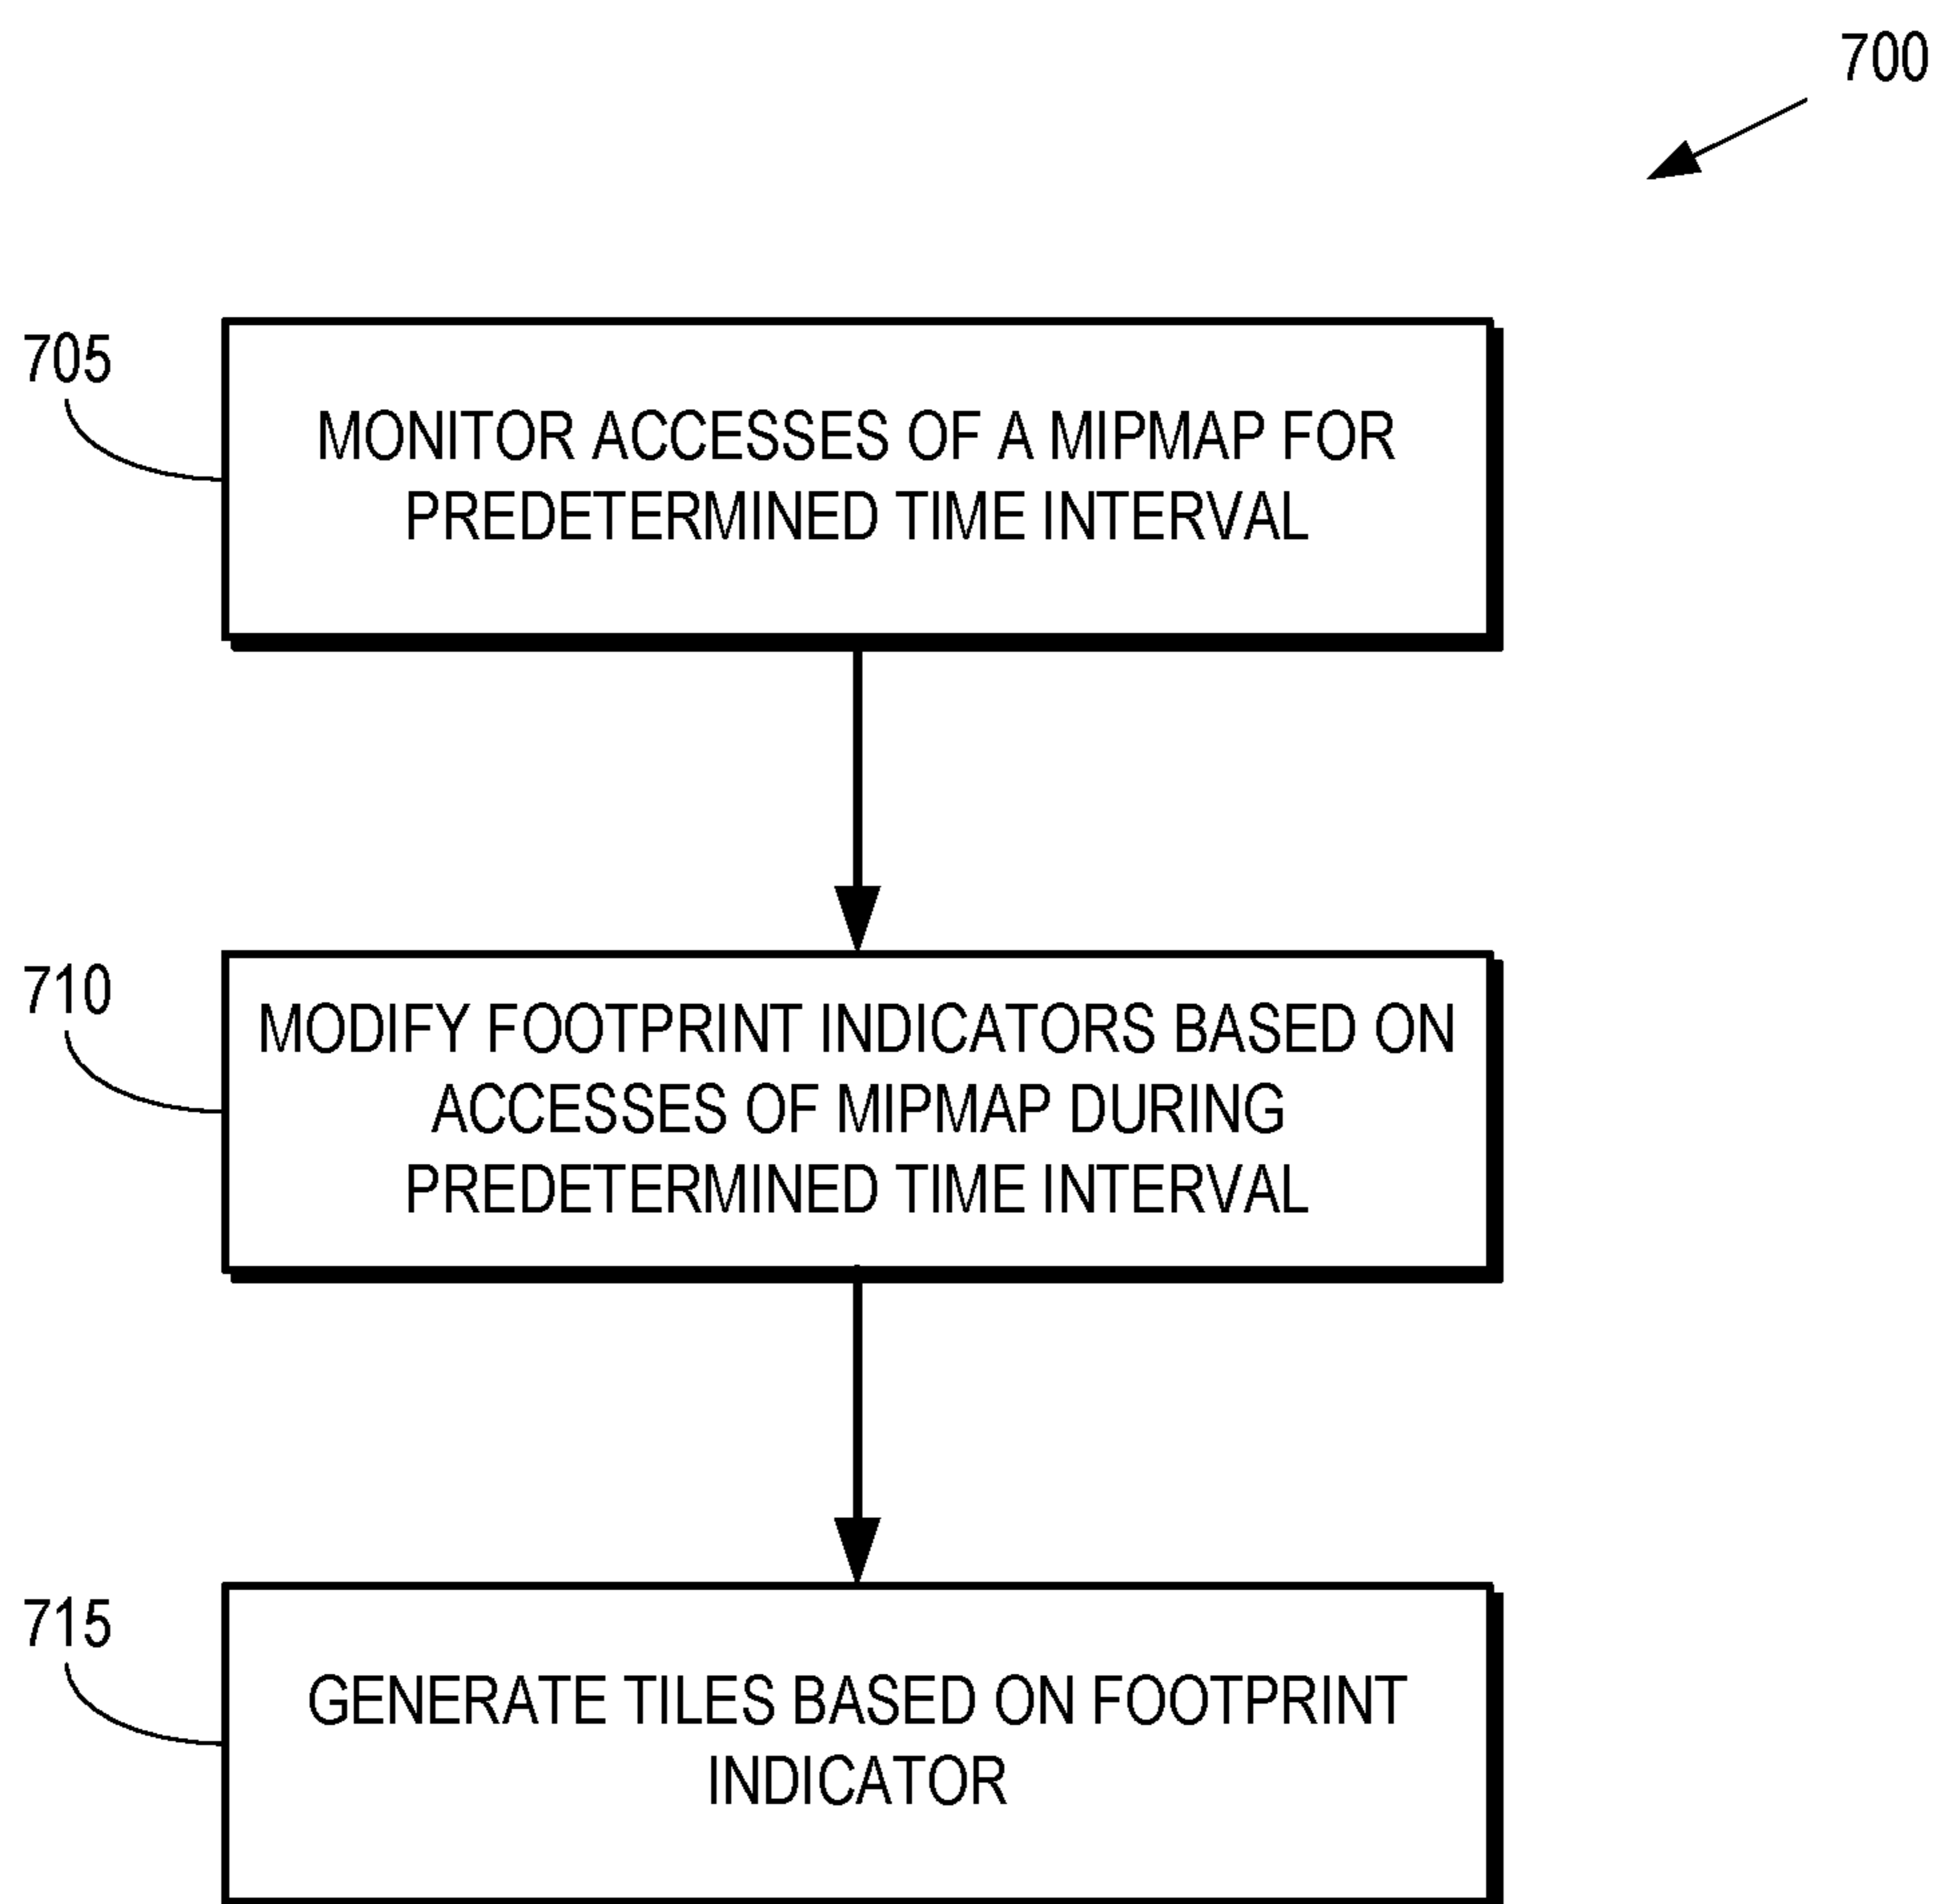 700
705
MONITOR ACCESSES OF A MIPMAP FOR
PREDETERMINED TIME INTERVAL
710
MODIFY FOOTPRINT INDICATORS BASED ON
ACCESSES OF MIPMAP DURING
PREDETERMINED TIME INTERVAL
715
GENERATE TILES BASED ON FOOTPRINT
INDICATOR